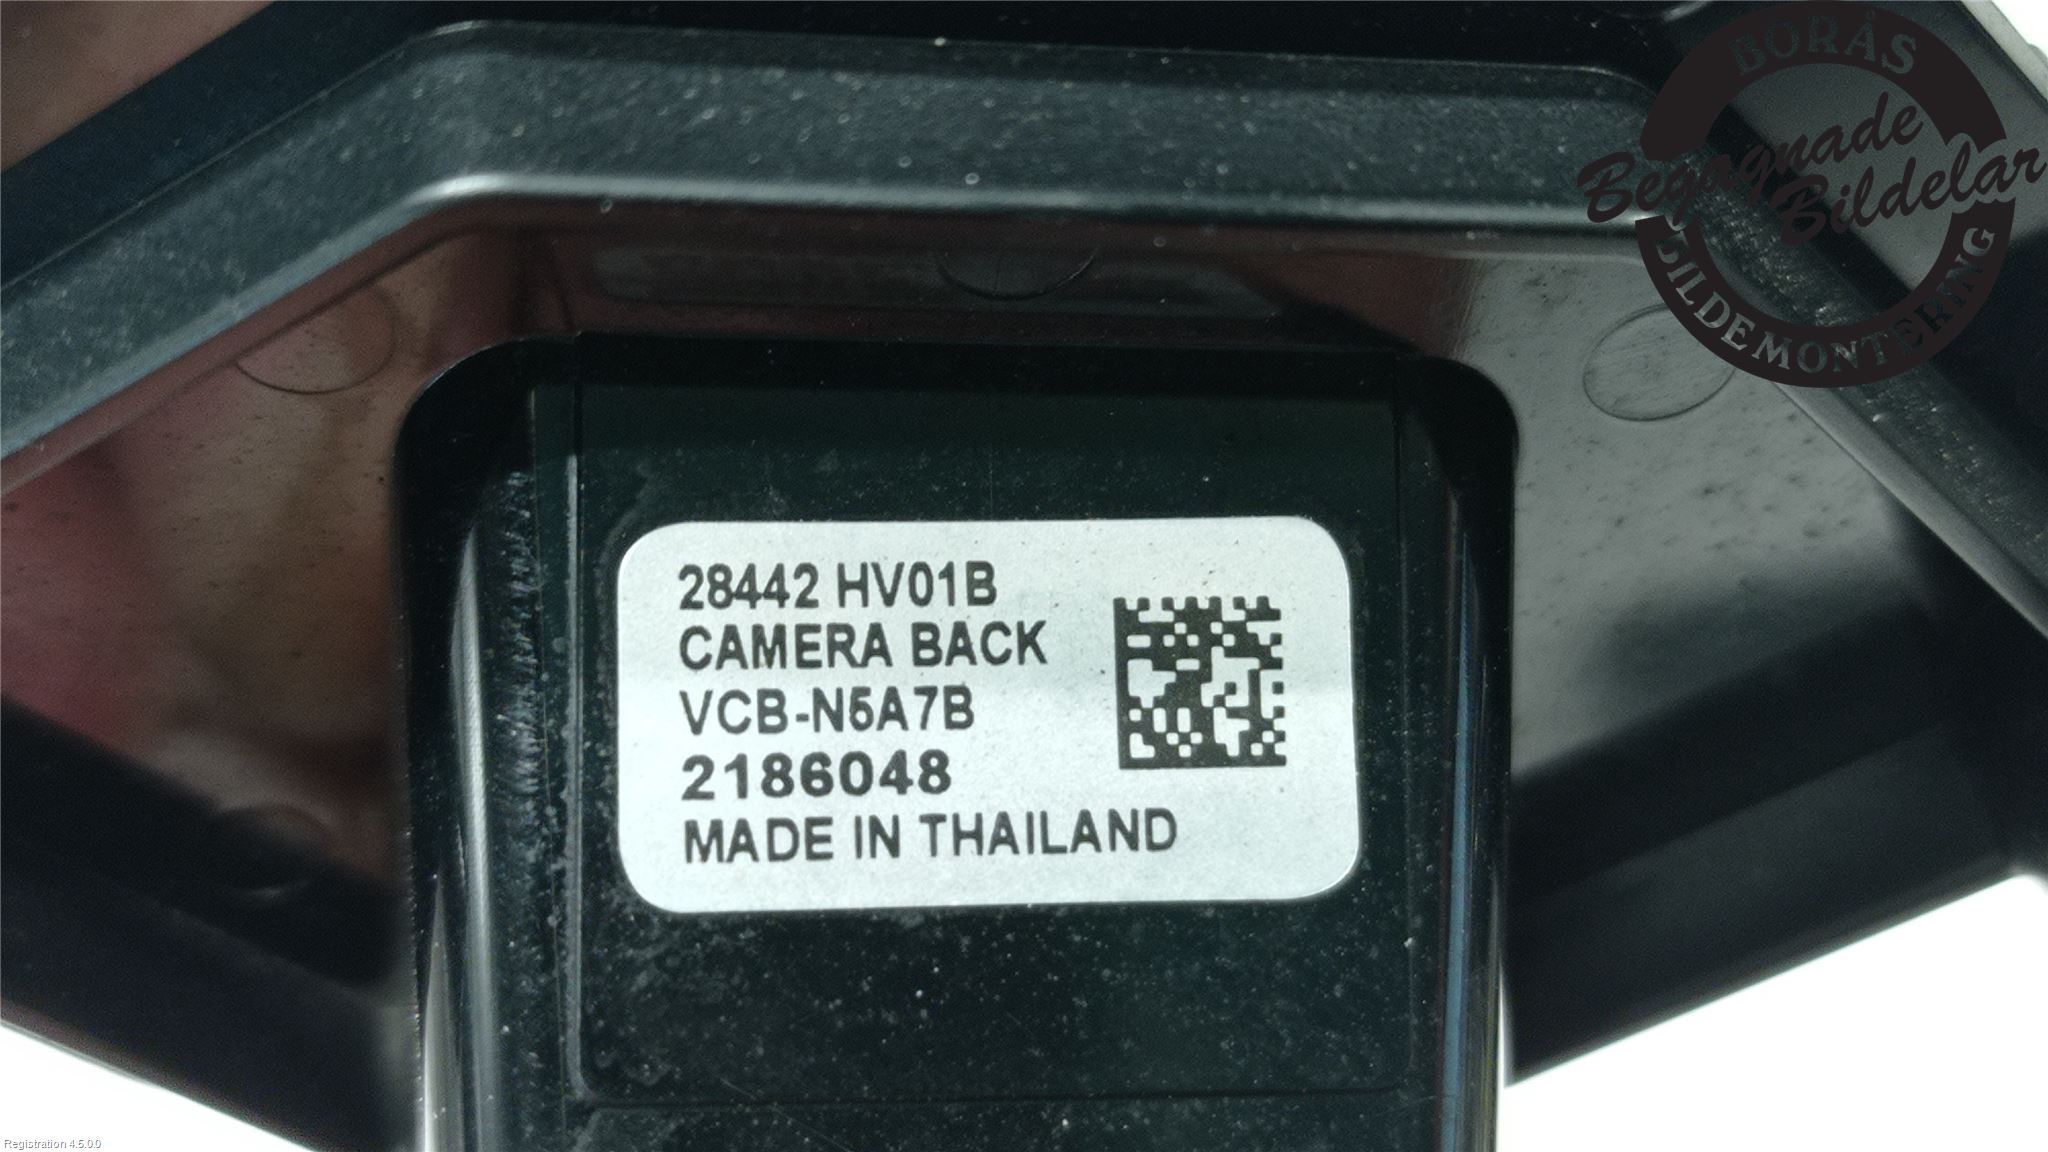 BORÅS
Begagnade
Bildelar
BILDEMONTERING
28442 HV01B
CAMERA BACK
VCB-N5A7B
2186048
MADE IN THAILAND
Registration 4.5.0.0